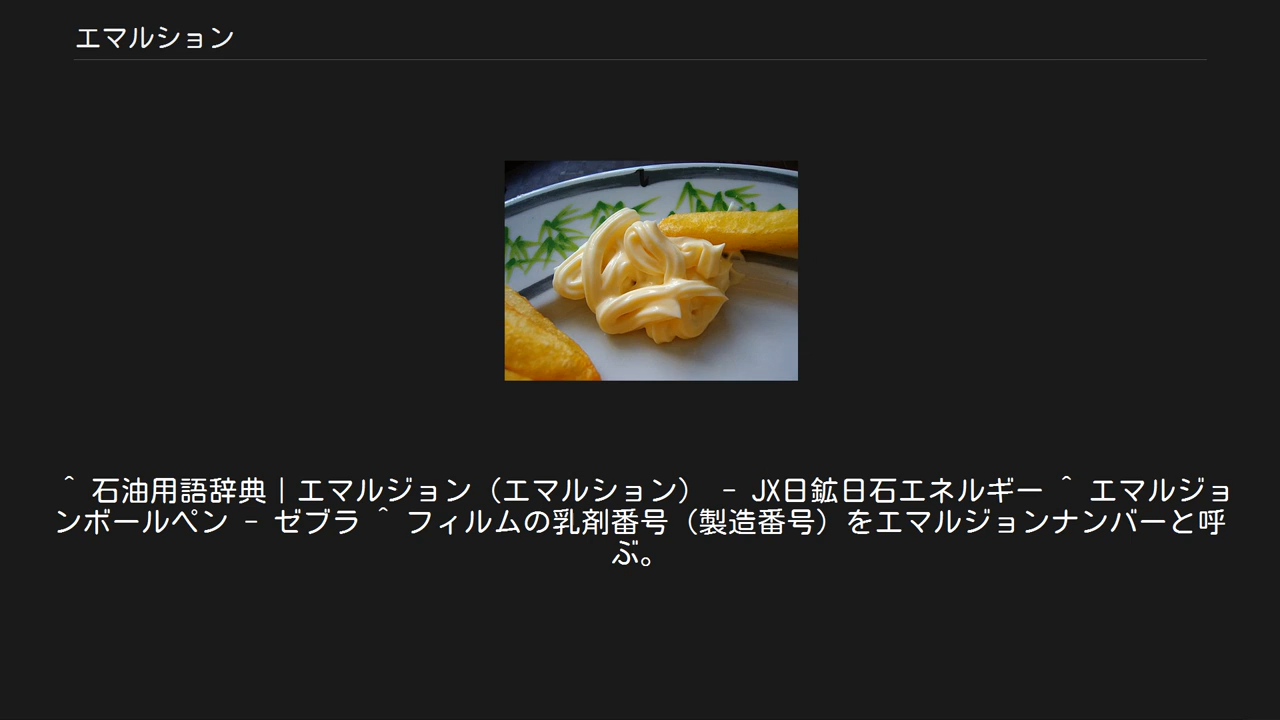 エマルション
＾ 石油用語辞典｜エマルジョン（エマルション） - JX日鉱日石エネルギー ＾ エマルジョ
ンボールペン - ゼブラ ＾ フィルムの乳剤番号（製造番号）をエマルジョンナンバーと呼
ぶ。